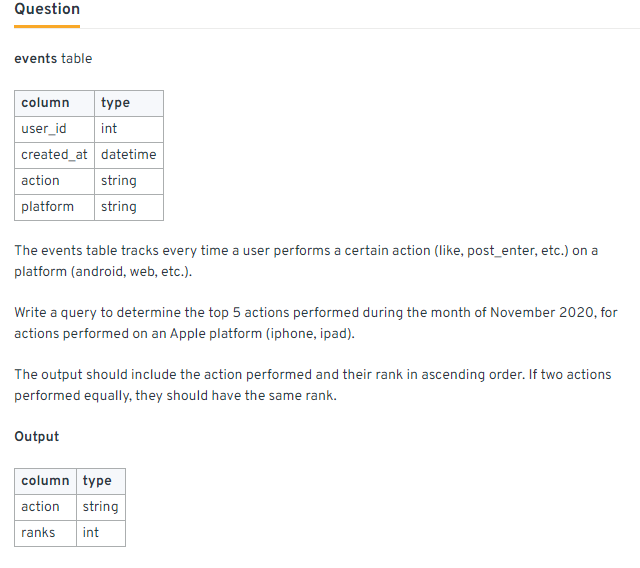 Question
events table
column type
user_id int
created_at datetime
action string
platform string
The events table tracks every time a user performs a certain action (like, post_enter, etc.) on a
platform (android, web, etc.).
Write a query to determine the top 5 actions performed during the month of November 2020, for
actions performed on an Apple platform (iphone, ipad).
The output should include the action performed and their rank in ascending order. If two actions
performed equally, they should have the same rank.
Output
column type
action string
ranks int